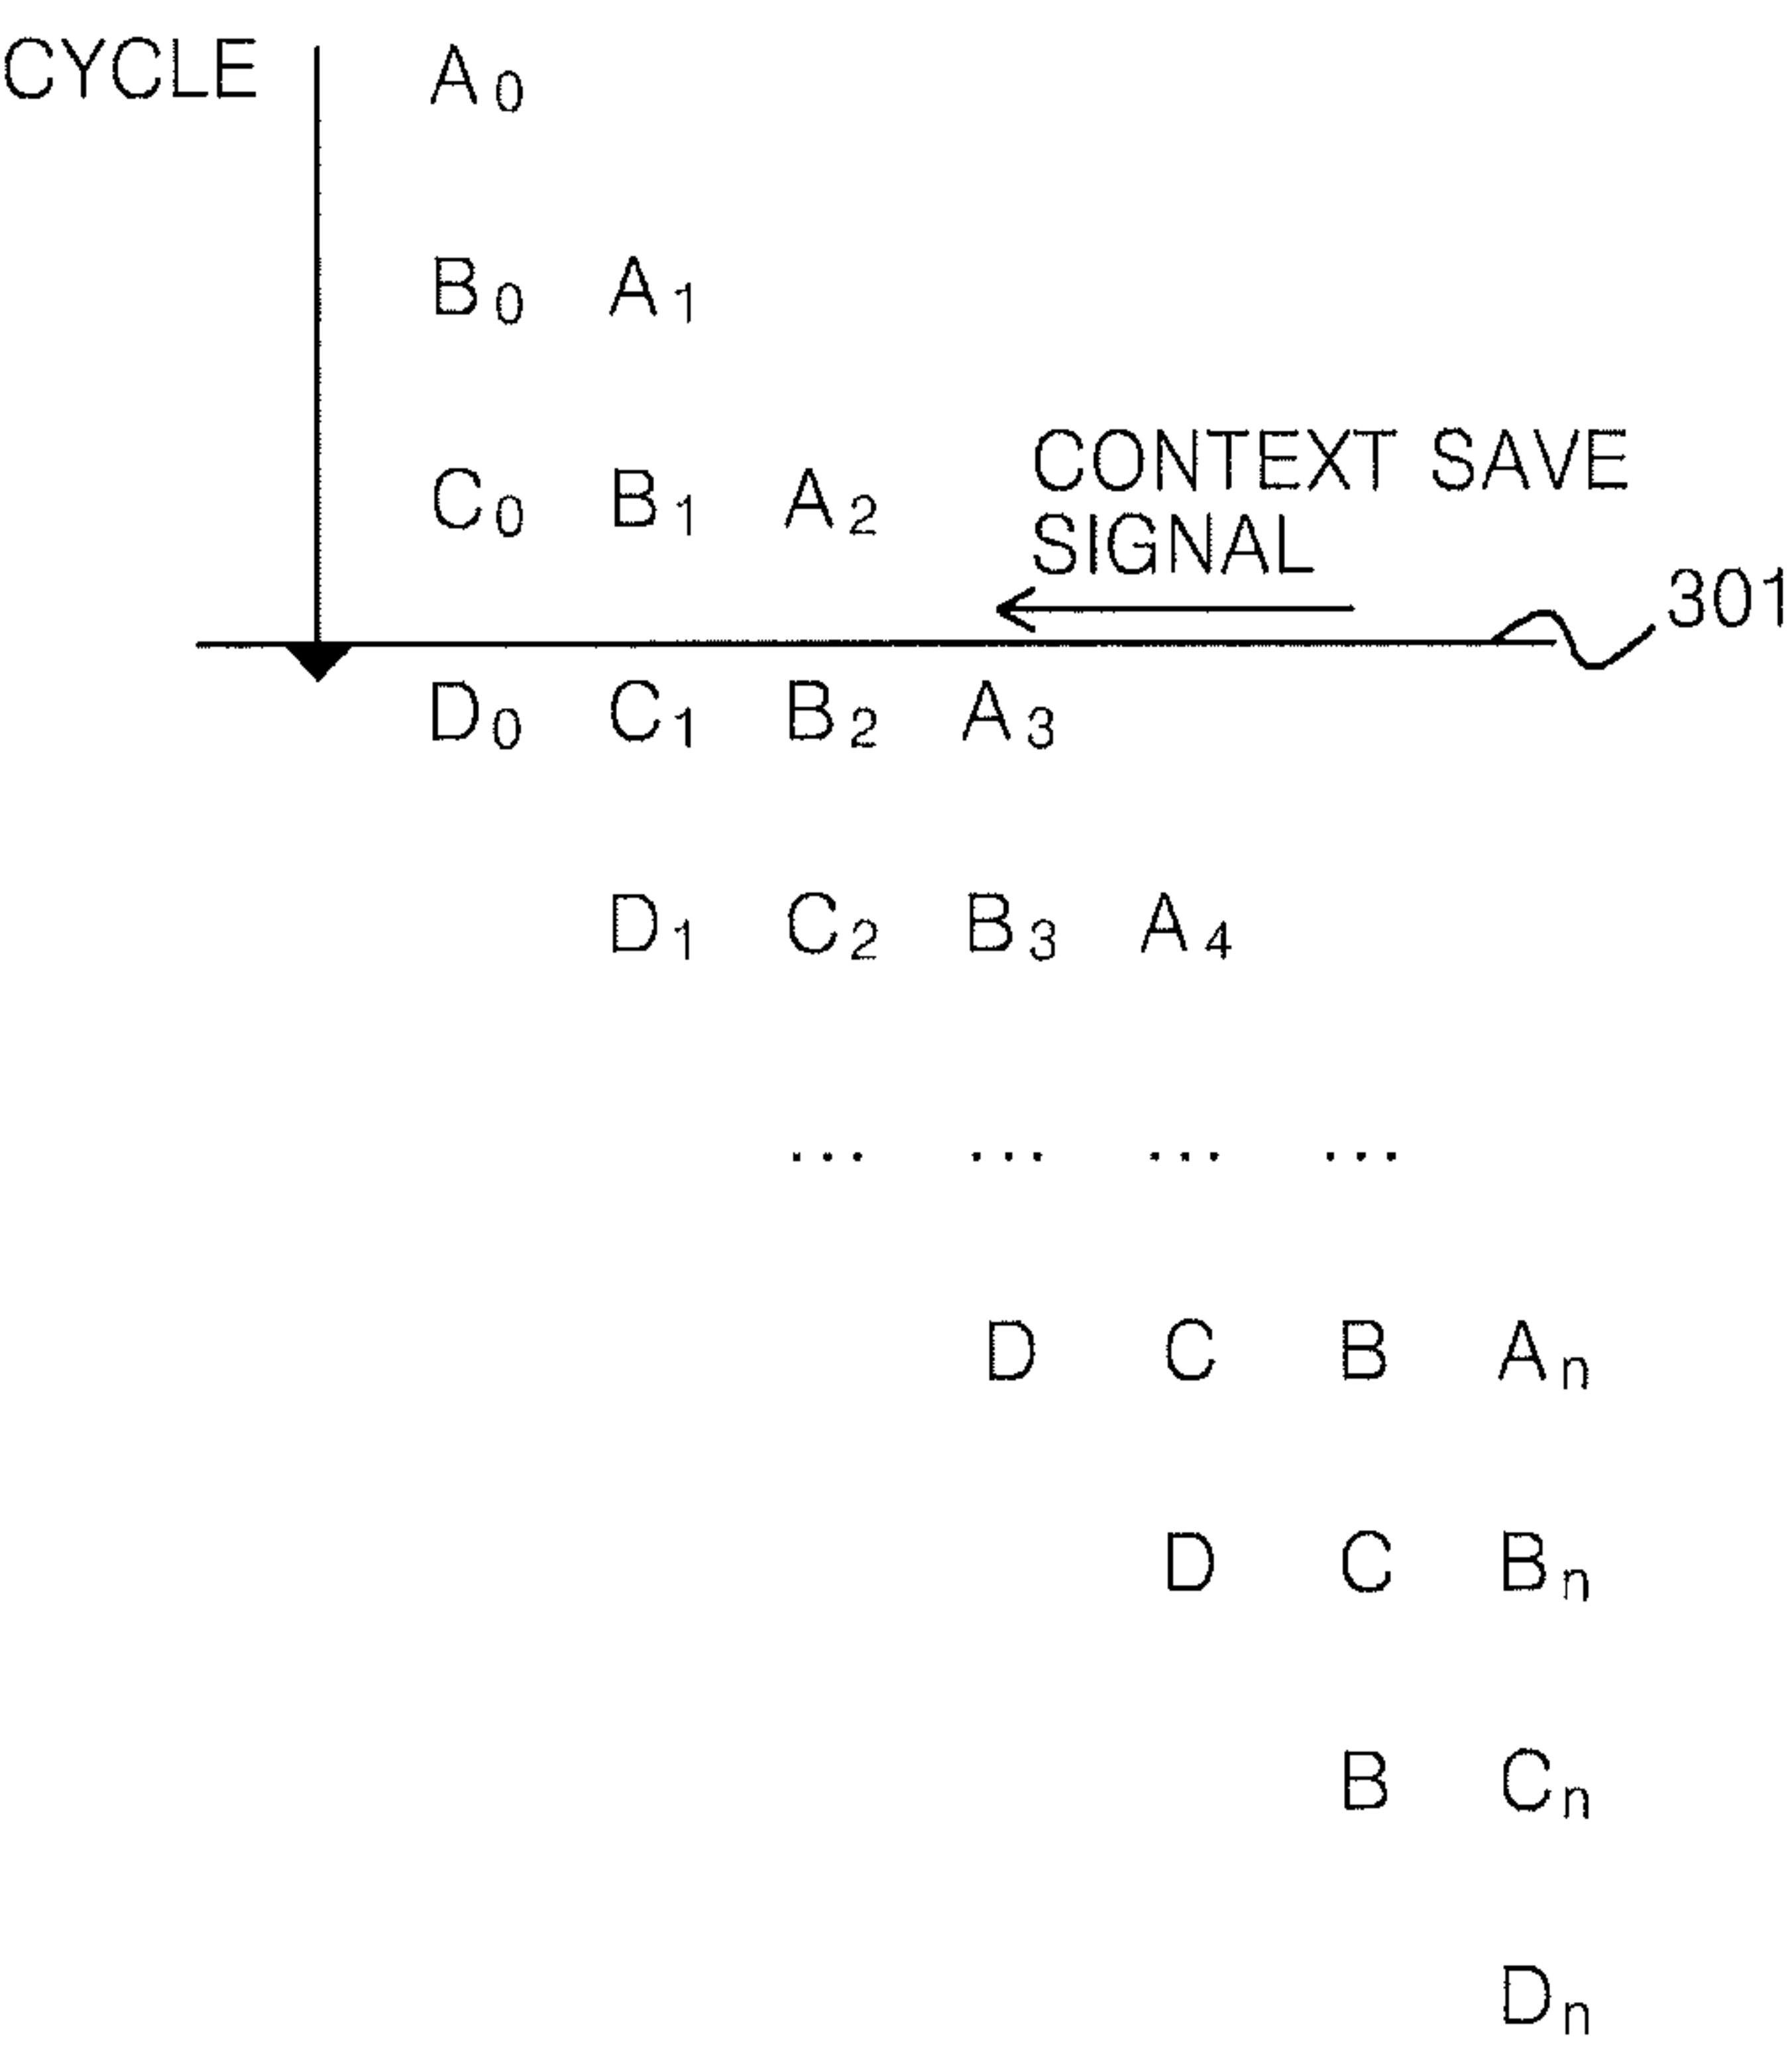 CYCLE A0
B0 A1
CONTEXT SAVE
C0 B1 A2
SIGNAL
301
D0 C1 B2 A3
D1 C2 B3 A4
... ... ... ...
D C B An
D C Bn
B Cn
Dn